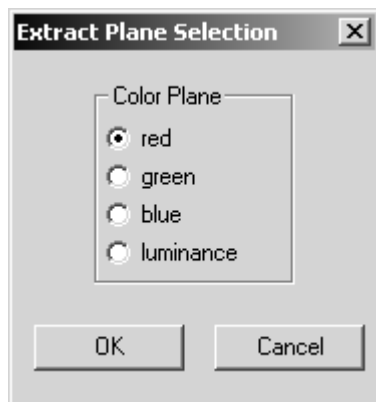 Extract Plane Selection
Color Plane
red
green
blue
luminance
OK Cancel